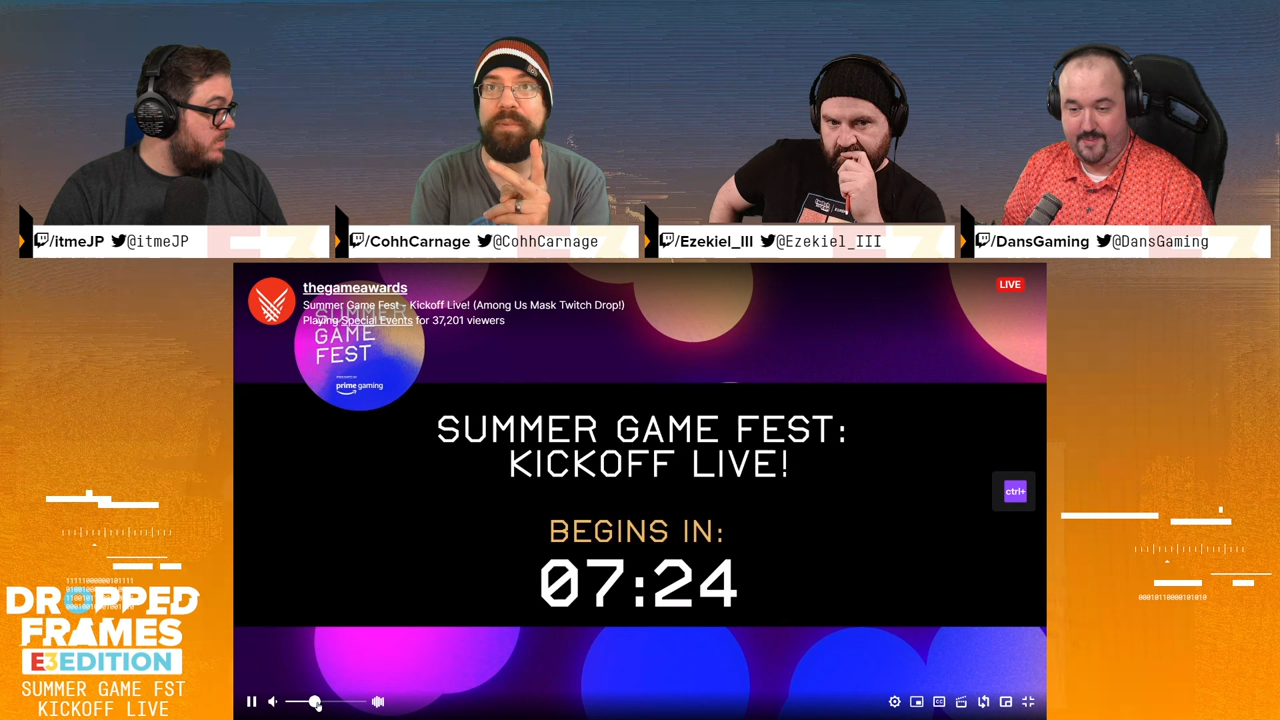 /itmeJP @itmeJP
/CohhCarnage @CohhCarnage
/Ezekiel_III @Ezekiel_III
/DansGaming @DansGaming
thegameawards
LIVE
Summer Game Fest - Kickoff Live! (Among Us Mask Twitch Drop!)
Playing Special Events for 37,201 viewers
SUMMER
GAME
FEST
prime gaming
SUMMER GAME FEST:
KICKOFF LIVE!
ctrl+
BEGINS IN:
07:24
DROPPED
FRAMES
E3EDITION
SUMMER GAME FST
KICKOFF LIVE